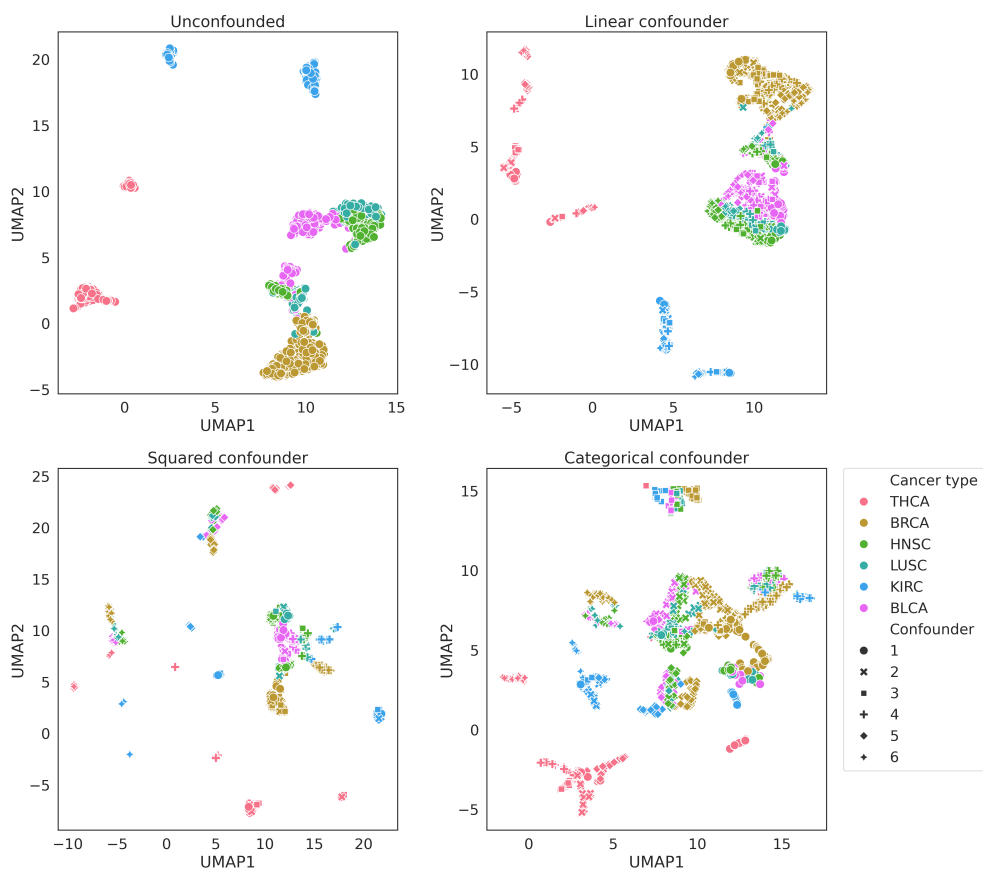 Unconfounded
20
15
10
5
0
−5
UMAP2
0
5
10
15
UMAP1
Linear confounder
10
5
0
−5
−10
UMAP2
−5
0
5
10
UMAP1
Squared confounder
25
20
15
10
5
0
−5
UMAP2
−10
−5
0
5
10
15
20
UMAP1
Categorical confounder
15
10
5
0
−5
UMAP2
0
5
10
15
UMAP1
Cancer type
THCA
BRCA
HNSC
LUSC
KIRC
BLCA
Confounder
1
2
3
4
5
6